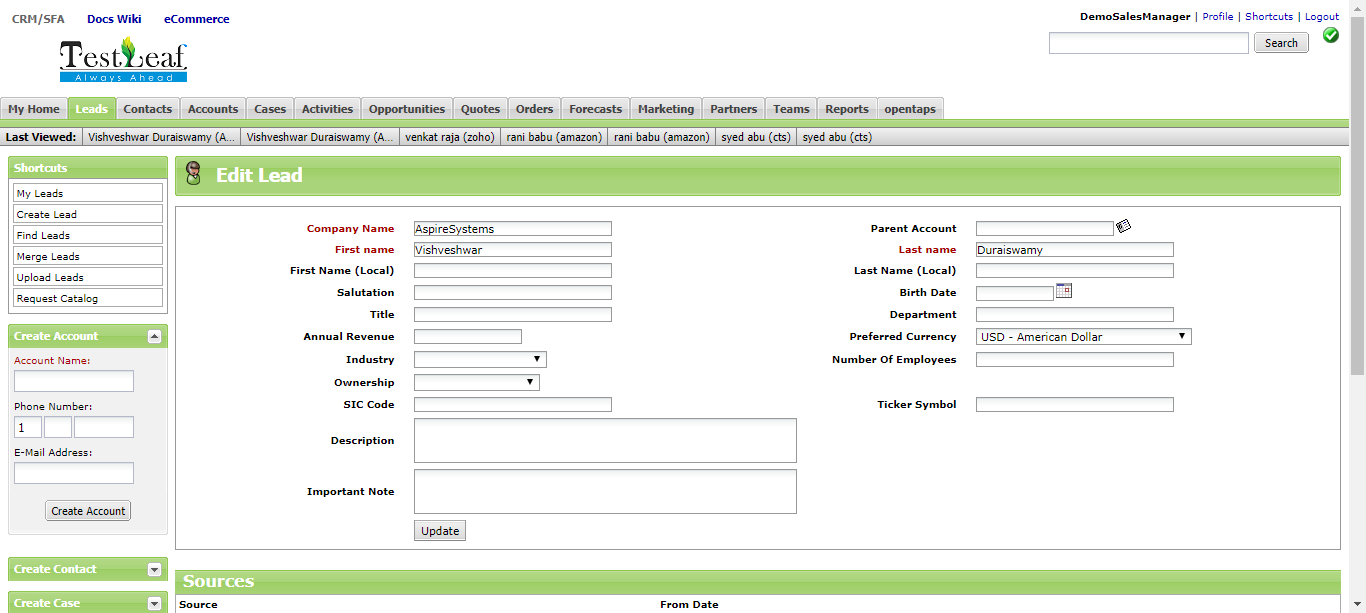 CRM/SFA Docs Wiki eCommerce
DemoSalesManager | Profile | Shortcuts | Logout
TestLeaf
Always Ahead
Search
My Home Leads Contacts Accounts Cases Activities Opportunities Quotes Orders Forecasts Marketing Partners Teams Reports opentaps
Last Viewed: Vishveshwar Duraiswamy (A... Vishveshwar Duraiswamy (A... venkat raja (zoho) rani babu (amazon) rani babu (amazon) syed abu (cts) syed abu (cts)
Shortcuts
My Leads
Create Lead
Find Leads
Merge Leads
Upload Leads
Request Catalog
Create Account
Account Name:
Phone Number:
1
E-Mail Address:
Create Account
Create Contact
Create Case
Edit Lead
Company Name AspireSystems Parent Account
First name Vishveshwar Last name Duraiswamy
First Name (Local) Last Name (Local)
Salutation Birth Date
Title Department
Annual Revenue Preferred Currency USD - American Dollar
Industry Number Of Employees
Ownership
SIC Code Ticker Symbol
Description
Important Note
Update
Sources
Source From Date